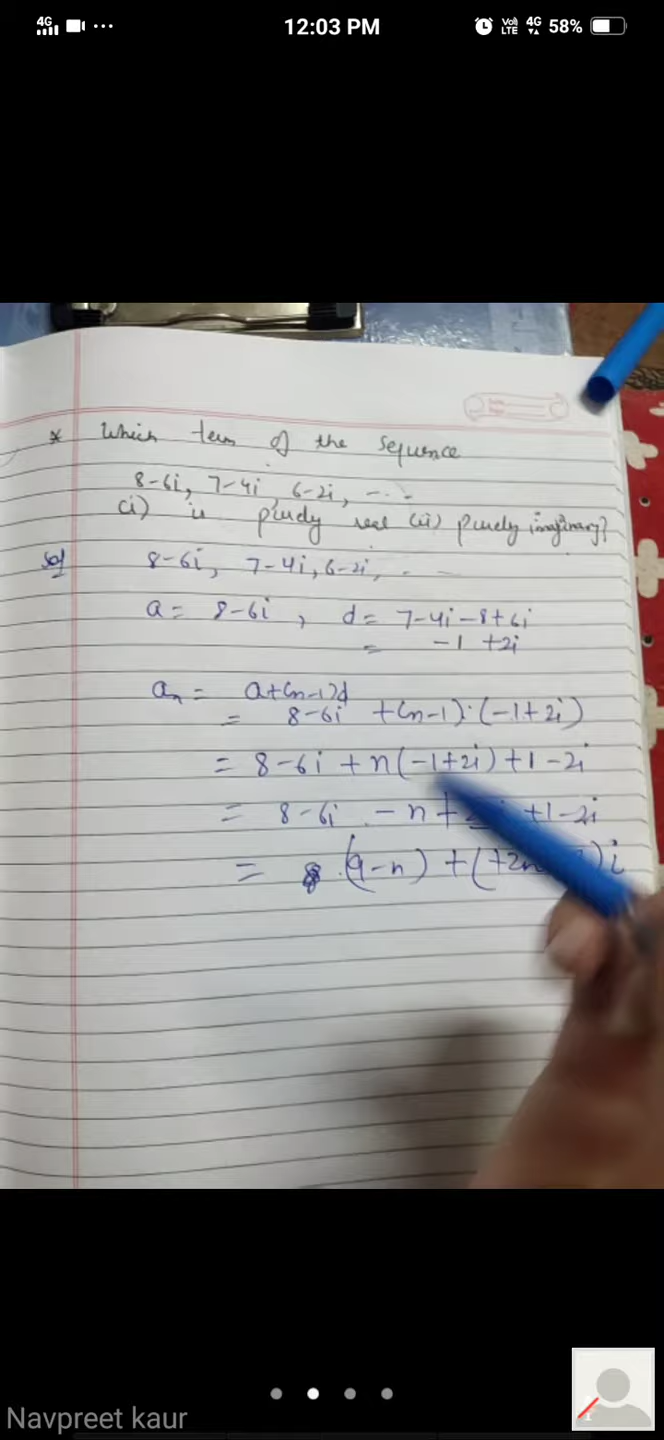 4G ... 12:03 PM Vol LTE 4G 58%
* Which term of the sequence
8-6i, 7-4i, 6-2i, -...
(i) is purely real (ii) purely imaginary?
Sol 8-6i, 7-4i, 6-2i, ...
a = 8-6i , d = 7-4i-8+6i
= -1 +2i
an = a+(n-1)d
= 8-6i +(n-1)·(-1+2i)
= 8-6i + n(-1+2i)+1-2i
= 8-6i - n + i +1-2i
= (9-n) + (+2n )i
Navpreet kaur